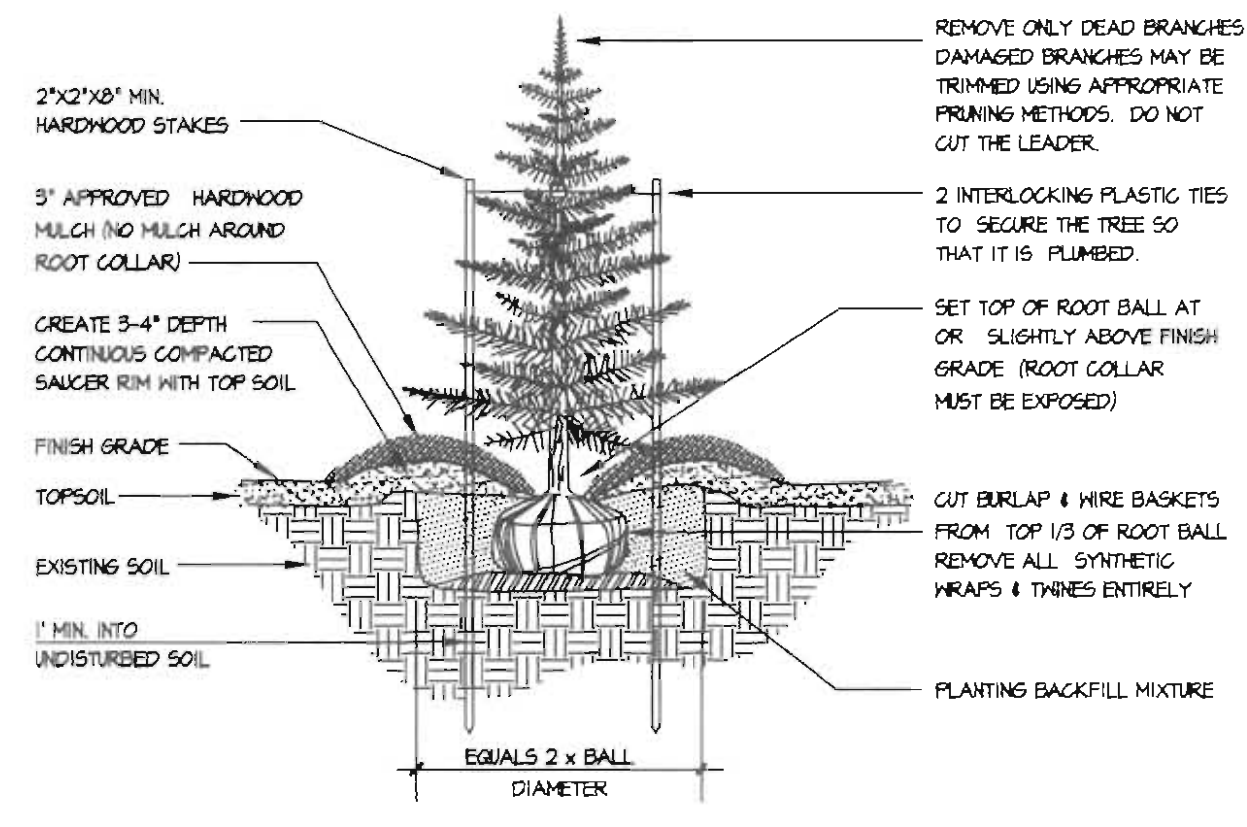 2"X2"X8" MIN.
HARDWOOD STAKES
3" APPROVED HARDWOOD
MULCH (NO MULCH AROUND
ROOT COLLAR)
CREATE 3-4" DEPTH
CONTINUOUS COMPACTED
SAUCER RIM WITH TOP SOIL
FINISH GRADE
TOPSOIL
EXISTING SOIL
1' MIN. INTO
UNDISTURBED SOIL
REMOVE ONLY DEAD BRANCHES
DAMAGED BRANCHES MAY BE
TRIMMED USING APPROPRIATE
PRUNING METHODS. DO NOT
CUT THE LEADER.
2 INTERLOCKING PLASTIC TIES
TO SECURE THE TREE SO
THAT IT IS PLUMBED.
SET TOP OF ROOT BALL AT
OR SLIGHTLY ABOVE FINISH
GRADE (ROOT COLLAR
MUST BE EXPOSED)
CUT BURLAP & WIRE BASKETS
FROM TOP 1/3 OF ROOT BALL
REMOVE ALL SYNTHETIC
WRAPS & TWINES ENTIRELY
PLANTING BACKFILL MIXTURE
EQUALS 2 x BALL
DIAMETER